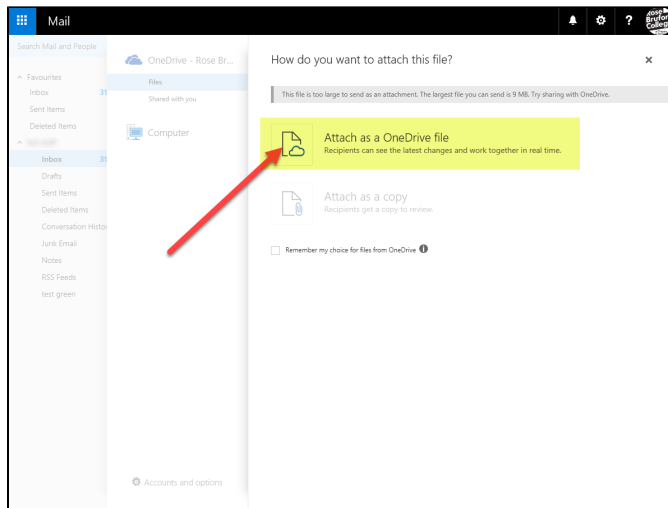 Mail
?
Rose
Bruford
College
Search Mail and People
Favourites
Inbox 31
Sent Items
Deleted Items
Inbox 31
Drafts
Sent Items
Deleted Items
Conversation Histo
Junk Email
Notes
RSS Feeds
test green
OneDrive - Rose Br...
Files
Shared with you
Computer
Accounts and options
How do you want to attach this file?
This file is too large to send as an attachment. The largest file you can send is 9 MB. Try sharing with OneDrive.
Attach as a OneDrive file
Recipients can see the latest changes and work together in real time.
Attach as a copy
Recipients get a copy to review.
Remember my choice for files from OneDrive